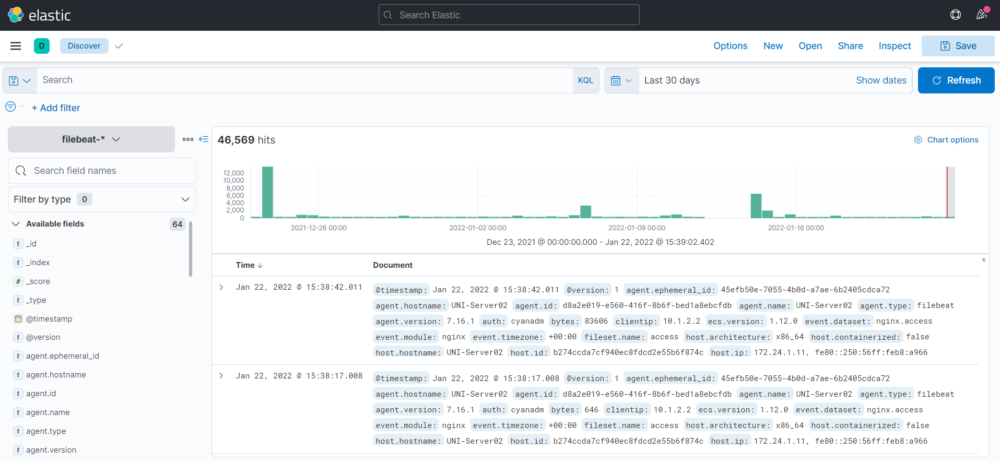 elastic
Search Elastic
D
Discover
Options New Open Share Inspect Save
Search
KQL
Last 30 days
Show dates
Refresh
+ Add filter
filebeat-*
46,569 hits
Chart options
Search field names
Filter by type 0
Available fields 64
t _id
t _index
# _score
t _type
@timestamp
t @version
t agent.ephemeral_id
t agent.hostname
t agent.id
t agent.name
t agent.type
t agent.version
12,000
10,000
8,000
6,000
4,000
2,000
0
2021-12-26 00:00 2022-01-02 00:00 2022-01-09 00:00 2022-01-16 00:00
Dec 23, 2021 @ 00:00:00.000 - Jan 22, 2022 @ 15:39:02.402
Time Document
Jan 22, 2022 @ 15:38:42.011
@timestamp: Jan 22, 2022 @ 15:38:42.011 @version: 1 agent.ephemeral_id: 45efb50e-7055-4b0d-a7ae-6b2405cdca72
agent.hostname: UNI-Server02 agent.id: d8a2e019-e560-416f-8b6f-bed1a8ebcfdb agent.name: UNI-Server02 agent.type: filebeat
agent.version: 7.16.1 auth: cyanadm bytes: 83606 clientip: 10.1.2.2 ecs.version: 1.12.0 event.dataset: nginx.access
event.module: nginx event.timezone: +00:00 fileset.name: access host.architecture: x86_64 host.containerized: false
host.hostname: UNI-Server02 host.id: b274ccda7cf940ec8fdcd2e55b6f874c host.ip: 172.24.1.11, fe80::250:56ff:feb8:a966
Jan 22, 2022 @ 15:38:17.008
@timestamp: Jan 22, 2022 @ 15:38:17.008 @version: 1 agent.ephemeral_id: 45efb50e-7055-4b0d-a7ae-6b2405cdca72
agent.hostname: UNI-Server02 agent.id: d8a2e019-e560-416f-8b6f-bed1a8ebcfdb agent.name: UNI-Server02 agent.type: filebeat
agent.version: 7.16.1 auth: cyanadm bytes: 646 clientip: 10.1.2.2 ecs.version: 1.12.0 event.dataset: nginx.access
event.module: nginx event.timezone: +00:00 fileset.name: access host.architecture: x86_64 host.containerized: false
host.hostname: UNI-Server02 host.id: b274ccda7cf940ec8fdcd2e55b6f874c host.ip: 172.24.1.11, fe80::250:56ff:feb8:a966